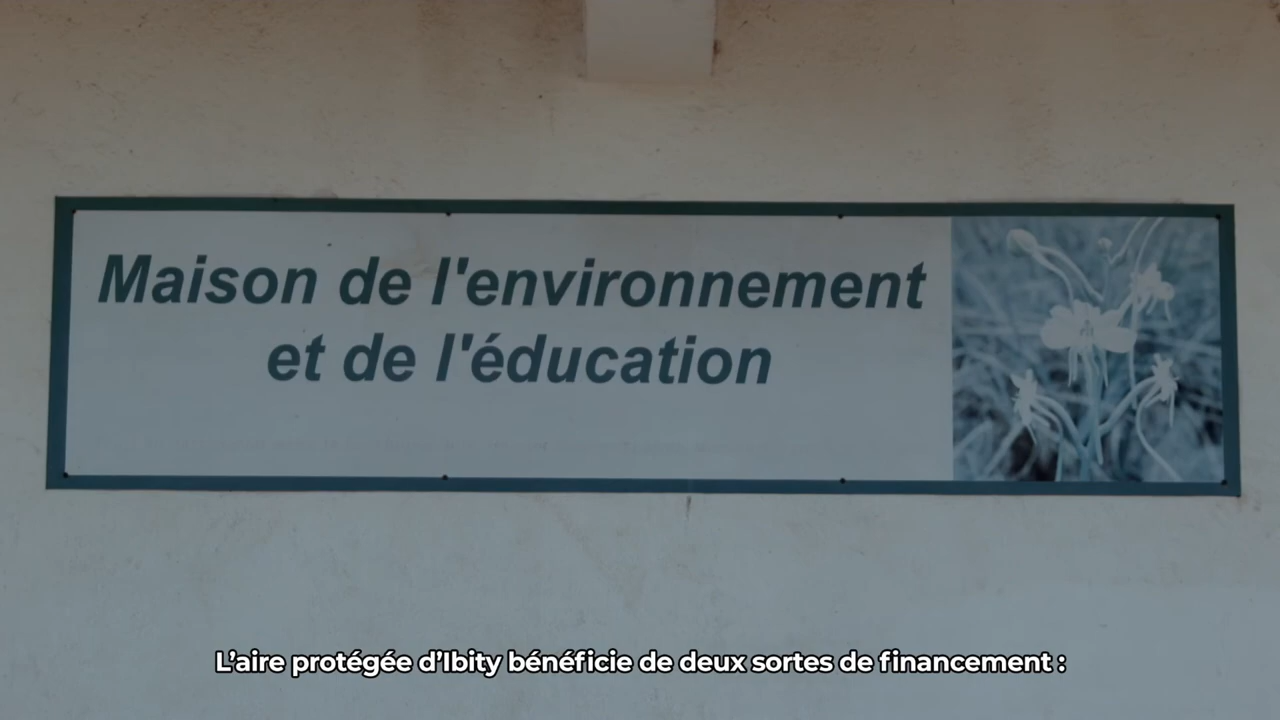 Maison de l'environnement
et de l'éducation
L’aire protégée d’Ibity bénéficie de deux sortes de financement :